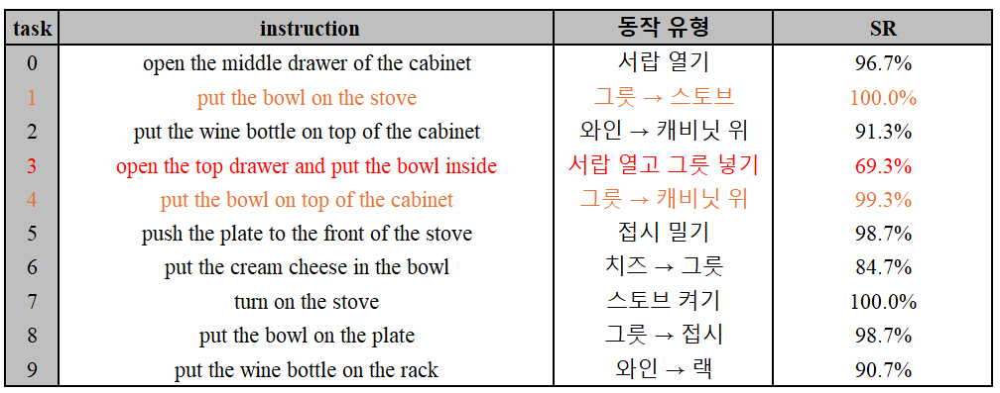 task instruction 동작 유형 SR
0 open the middle drawer of the cabinet 서랍 열기 96.7%
1 put the bowl on the stove 그릇 → 스토브 100.0%
2 put the wine bottle on top of the cabinet 와인 → 캐비닛 위 91.3%
3 open the top drawer and put the bowl inside 서랍 열고 그릇 넣기 69.3%
4 put the bowl on top of the cabinet 그릇 → 캐비닛 위 99.3%
5 push the plate to the front of the stove 접시 밀기 98.7%
6 put the cream cheese in the bowl 치즈 → 그릇 84.7%
7 turn on the stove 스토브 켜기 100.0%
8 put the bowl on the plate 그릇 → 접시 98.7%
9 put the wine bottle on the rack 와인 → 랙 90.7%